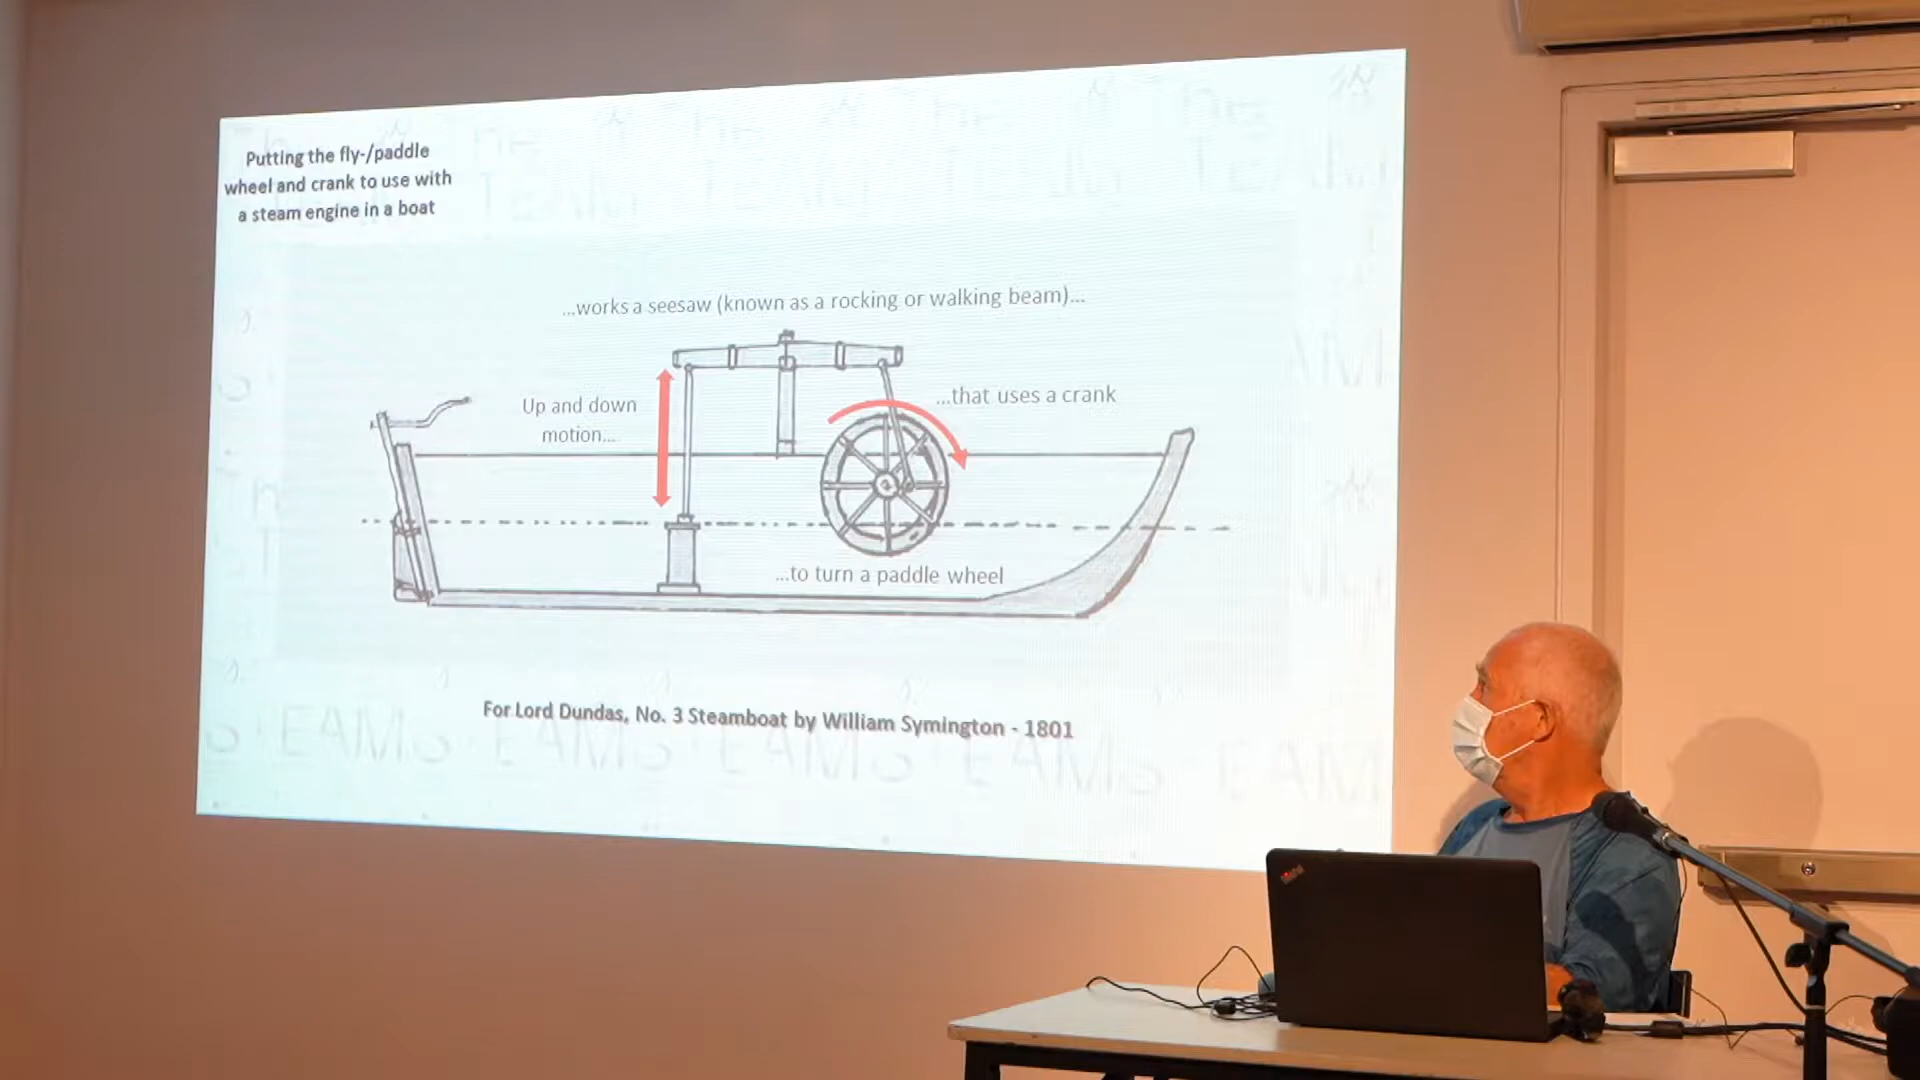 Putting the fly-/paddle
wheel and crank to use with
a steam engine in a boat
...works a seesaw (known as a rocking or walking beam)...
Up and down
motion...
...that uses a crank
...to turn a paddle wheel
For Lord Dundas, No. 3 Steamboat by William Symington - 1801